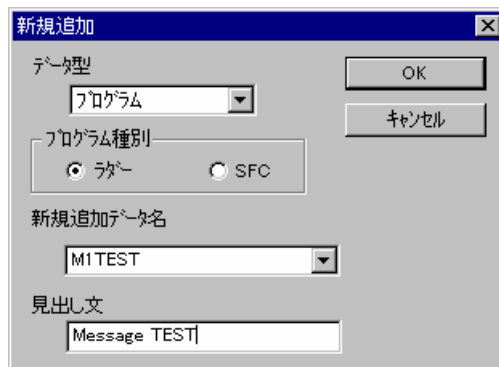 新規追加
ﾃﾞｰﾀ型
OK
ﾌﾟﾛｸﾞﾗﾑ
ｷｬﾝｾﾙ
ﾌﾟﾛｸﾞﾗﾑ種別
ﾗﾀﾞｰ
SFC
新規追加ﾃﾞｰﾀ名
M1TEST
見出し文
Message TEST